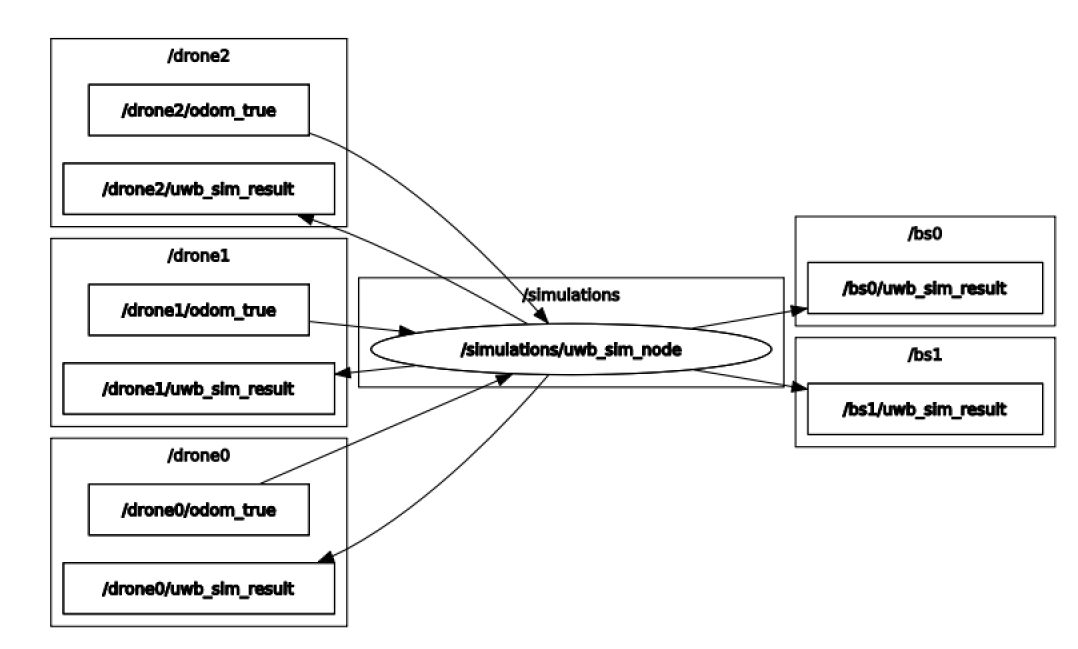 /drone2
/drone2/odom_true
/drone2/uwb_sim_result
/drone1
/drone1/odom_true
/drone1/uwb_sim_result
/drone0
/drone0/odom_true
/drone0/uwb_sim_result
/simulations
/simulations/uwb_sim_node
/bs0
/bs0/uwb_sim_result
/bs1
/bs1/uwb_sim_result